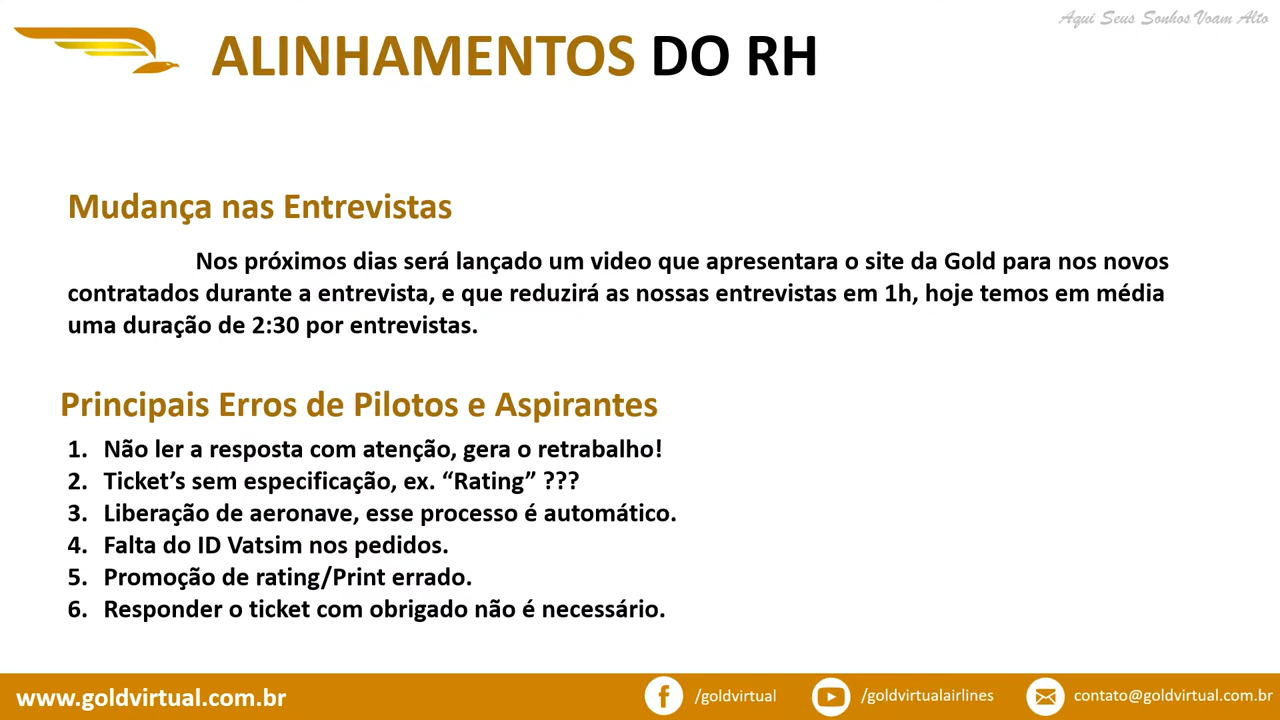 Aqui Seus Sonhos Voam Alto
ALINHAMENTOS DO RH
Mudança nas Entrevistas
Nos próximos dias será lançado um video que apresentara o site da Gold para nos novos
contratados durante a entrevista, e que reduzirá as nossas entrevistas em 1h, hoje temos em média
uma duração de 2:30 por entrevistas.
Principais Erros de Pilotos e Aspirantes
1. Não ler a resposta com atenção, gera o retrabalho!
2. Ticket’s sem especificação, ex. “Rating” ???
3. Liberação de aeronave, esse processo é automático.
4. Falta do ID Vatsim nos pedidos.
5. Promoção de rating/Print errado.
6. Responder o ticket com obrigado não é necessário.
www.goldvirtual.com.br
/goldvirtual
/goldvirtualairlines
contato@goldvirtual.com.br